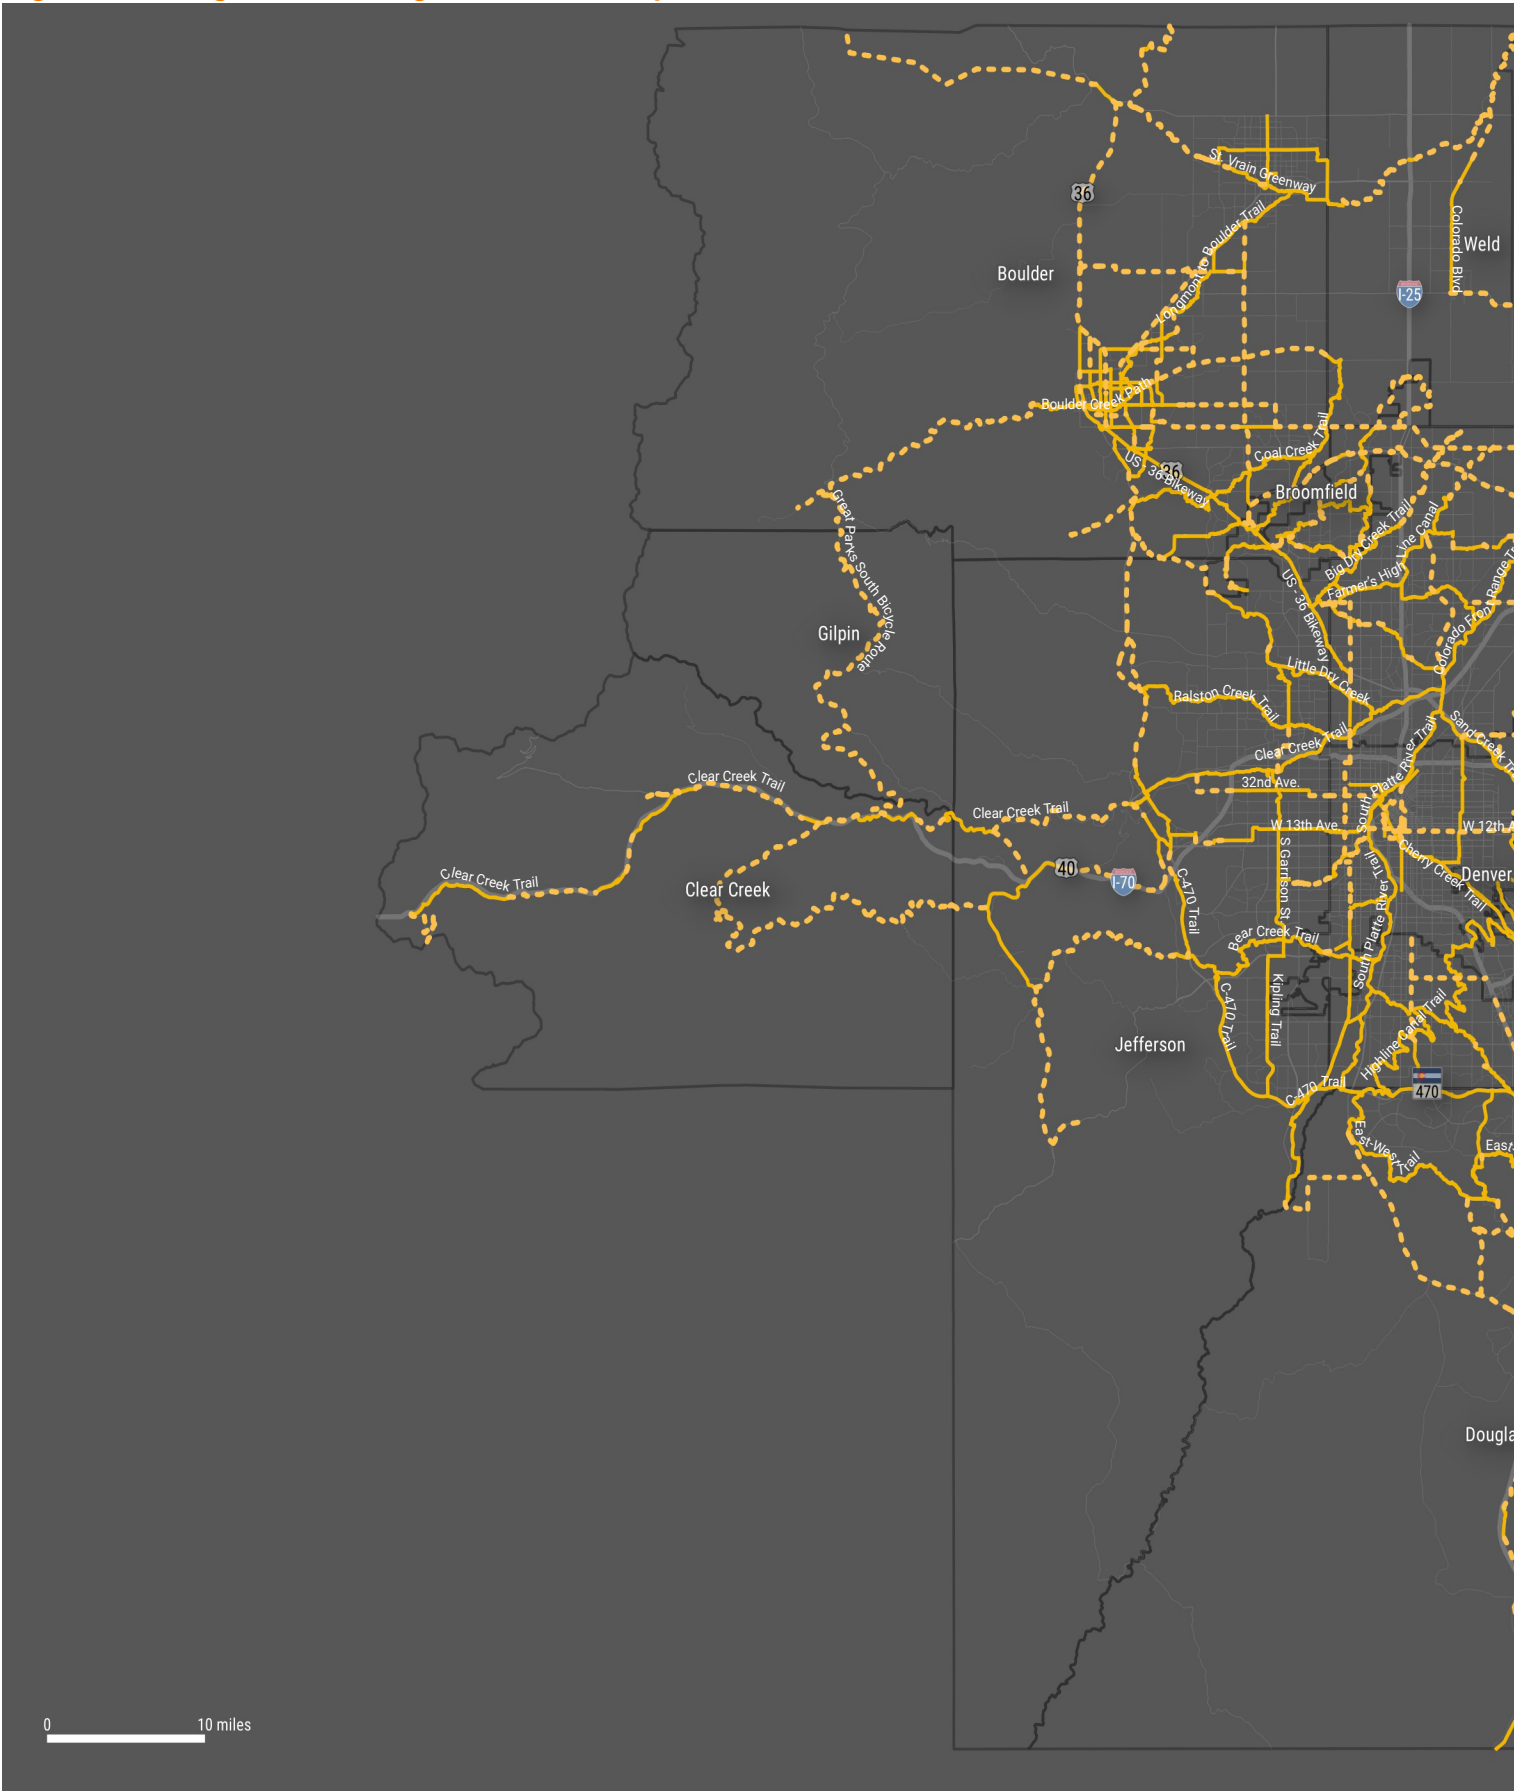 St. Vrain Greenway
36
Colorado Blvd
Longmont to Boulder Trail
Weld
Boulder
I-25
Boulder Creek Path
Coal Creek Trail
US - 36 Bikeway
36
Broomfield
Great Parks South Bicycle Route
Big Dry Creek Trail
Line Canal
Farmer's High
US - 36 Bikeway
Colorado Front Range Tr
Gilpin
Little Dry Creek
Ralston Creek Trail
Sand Creek Tr
Clear Creek Trail
South Platte River Trail
Clear Creek Trail
32nd Ave.
Clear Creek Trail
W 13th Ave.
W 12th A
Cherry Creek Trail
S Garrison St
40
I-70
Denver
Clear Creek Trail
Clear Creek
C-470 Trail
South Platte River Trail
Bear Creek Trail
Kipling Trail
C-470 Trail
Highline Canal Trail
Jefferson
C-470 Trail
470
East-West Trail
East
Dougla
0
10 miles